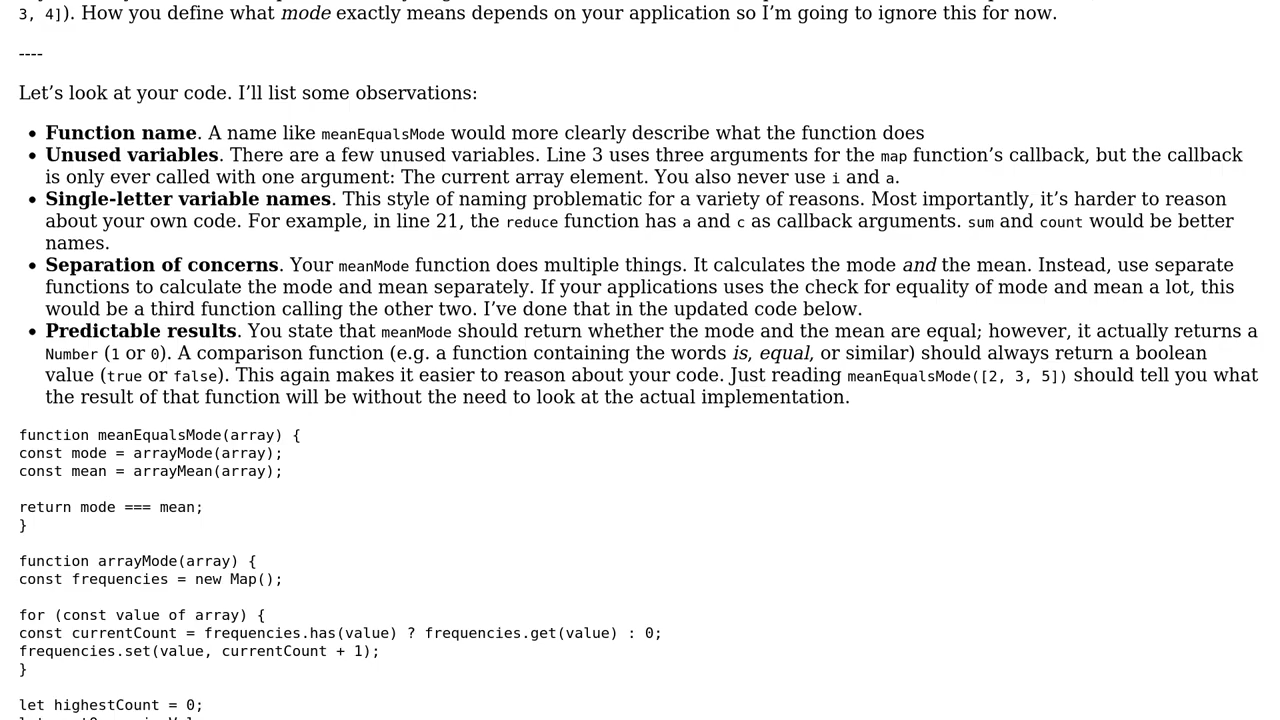 3, 4]). How you define what mode exactly means depends on your application so I’m going to ignore this for now.
----
Let’s look at your code. I’ll list some observations:
• Function name. A name like meanEqualsMode would more clearly describe what the function does
• Unused variables. There are a few unused variables. Line 3 uses three arguments for the map function’s callback, but the callback
is only ever called with one argument: The current array element. You also never use i and a.
• Single-letter variable names. This style of naming problematic for a variety of reasons. Most importantly, it’s harder to reason
about your own code. For example, in line 21, the reduce function has a and c as callback arguments. sum and count would be better
names.
• Separation of concerns. Your meanMode function does multiple things. It calculates the mode and the mean. Instead, use separate
functions to calculate the mode and mean separately. If your applications uses the check for equality of mode and mean a lot, this
would be a third function calling the other two. I’ve done that in the updated code below.
• Predictable results. You state that meanMode should return whether the mode and the mean are equal; however, it actually returns a
Number (1 or 0). A comparison function (e.g. a function containing the words is, equal, or similar) should always return a boolean
value (true or false). This again makes it easier to reason about your code. Just reading meanEqualsMode([2, 3, 5]) should tell you what
the result of that function will be without the need to look at the actual implementation.
function meanEqualsMode(array) {
const mode = arrayMode(array);
const mean = arrayMean(array);
return mode === mean;
}
function arrayMode(array) {
const frequencies = new Map();
for (const value of array) {
const currentCount = frequencies.has(value) ? frequencies.get(value) : 0;
frequencies.set(value, currentCount + 1);
}
let highestCount = 0;